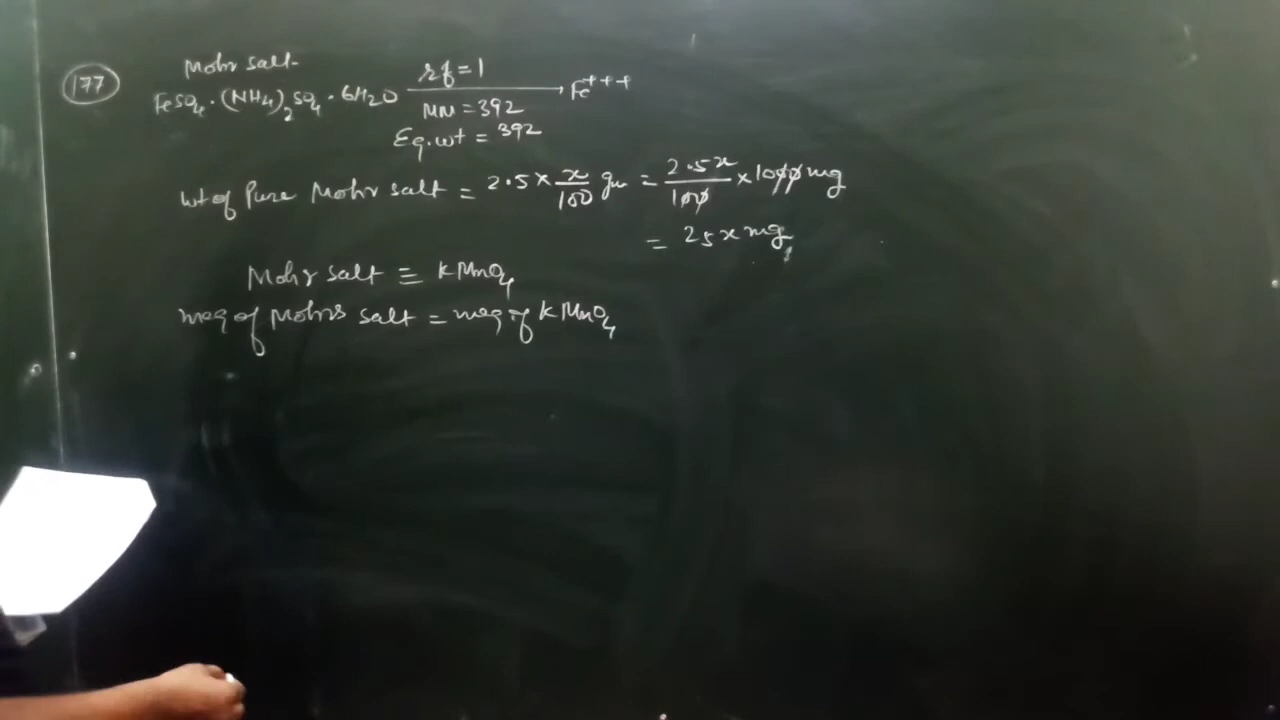 177
Mohr salt
FeSO4·(NH4)2SO4·6H2O xf=1 → Fe+++
MM=392
Eq.wt = 392
wt of Pure Mohr salt = 2.5 × x/100 gm = 2.5x/100 × 1000 mg
= 25x mg
Mohr salt ≡ KMnO4
meq of Mohrs salt = meq of KMnO4